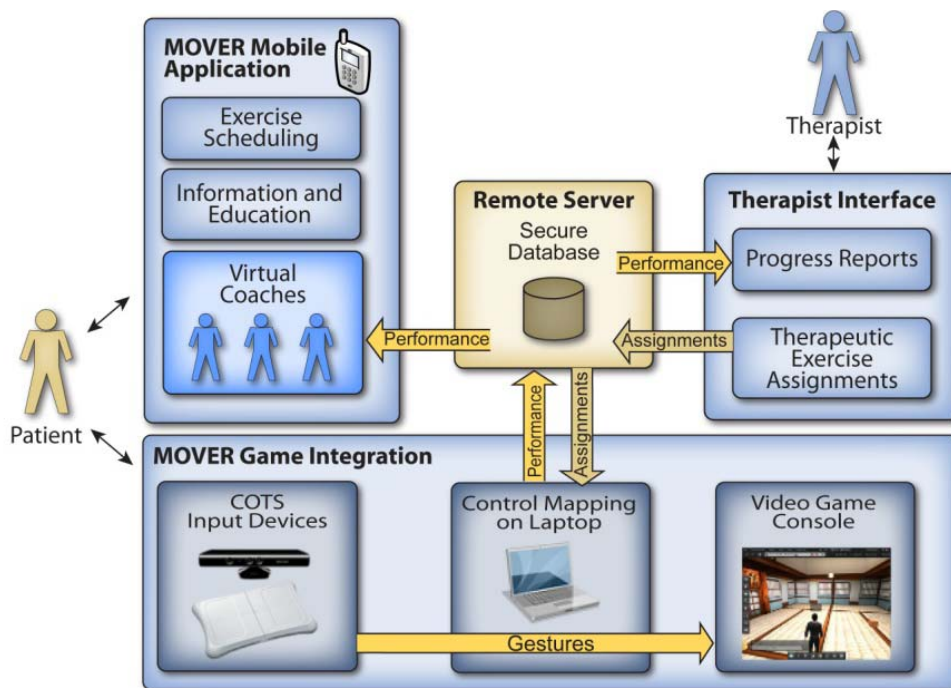 MOVER Mobile
Application
Exercise
Scheduling
Information and
Education
Virtual
Coaches
Patient
Therapist
Remote Server
Secure
Database
Performance
Performance
Assignments
Performance
Assignments
Therapist Interface
Progress Reports
Therapeutic
Exercise
Assignments
MOVER Game Integration
COTS
Input Devices
Control Mapping
on Laptop
Video Game
Console
Gestures